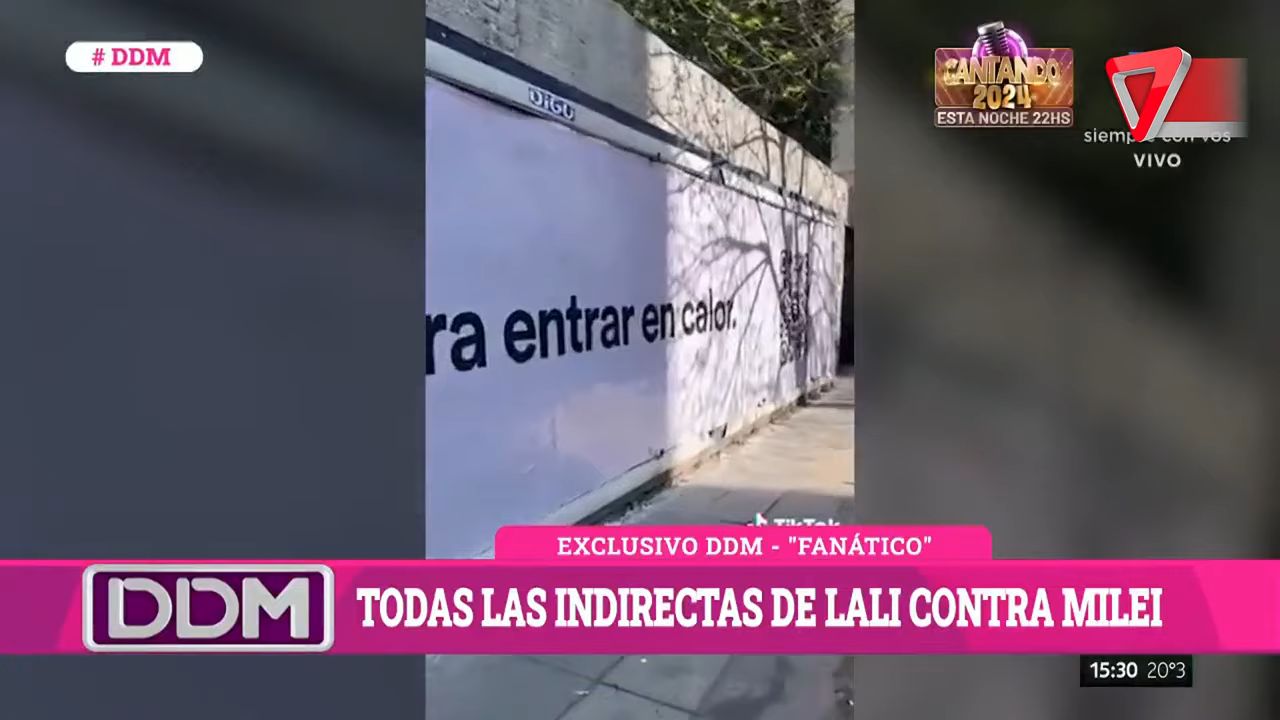 # DDM
CANTANDO
2024
ESTA NOCHE 22HS
siempre con vos
VIVO
DIGO
ra entrar en calor.
TikTok
EXCLUSIVO DDM - "FANÁTICO"
DDM
TODAS LAS INDIRECTAS DE LALI CONTRA MILEI
15:30 20°3